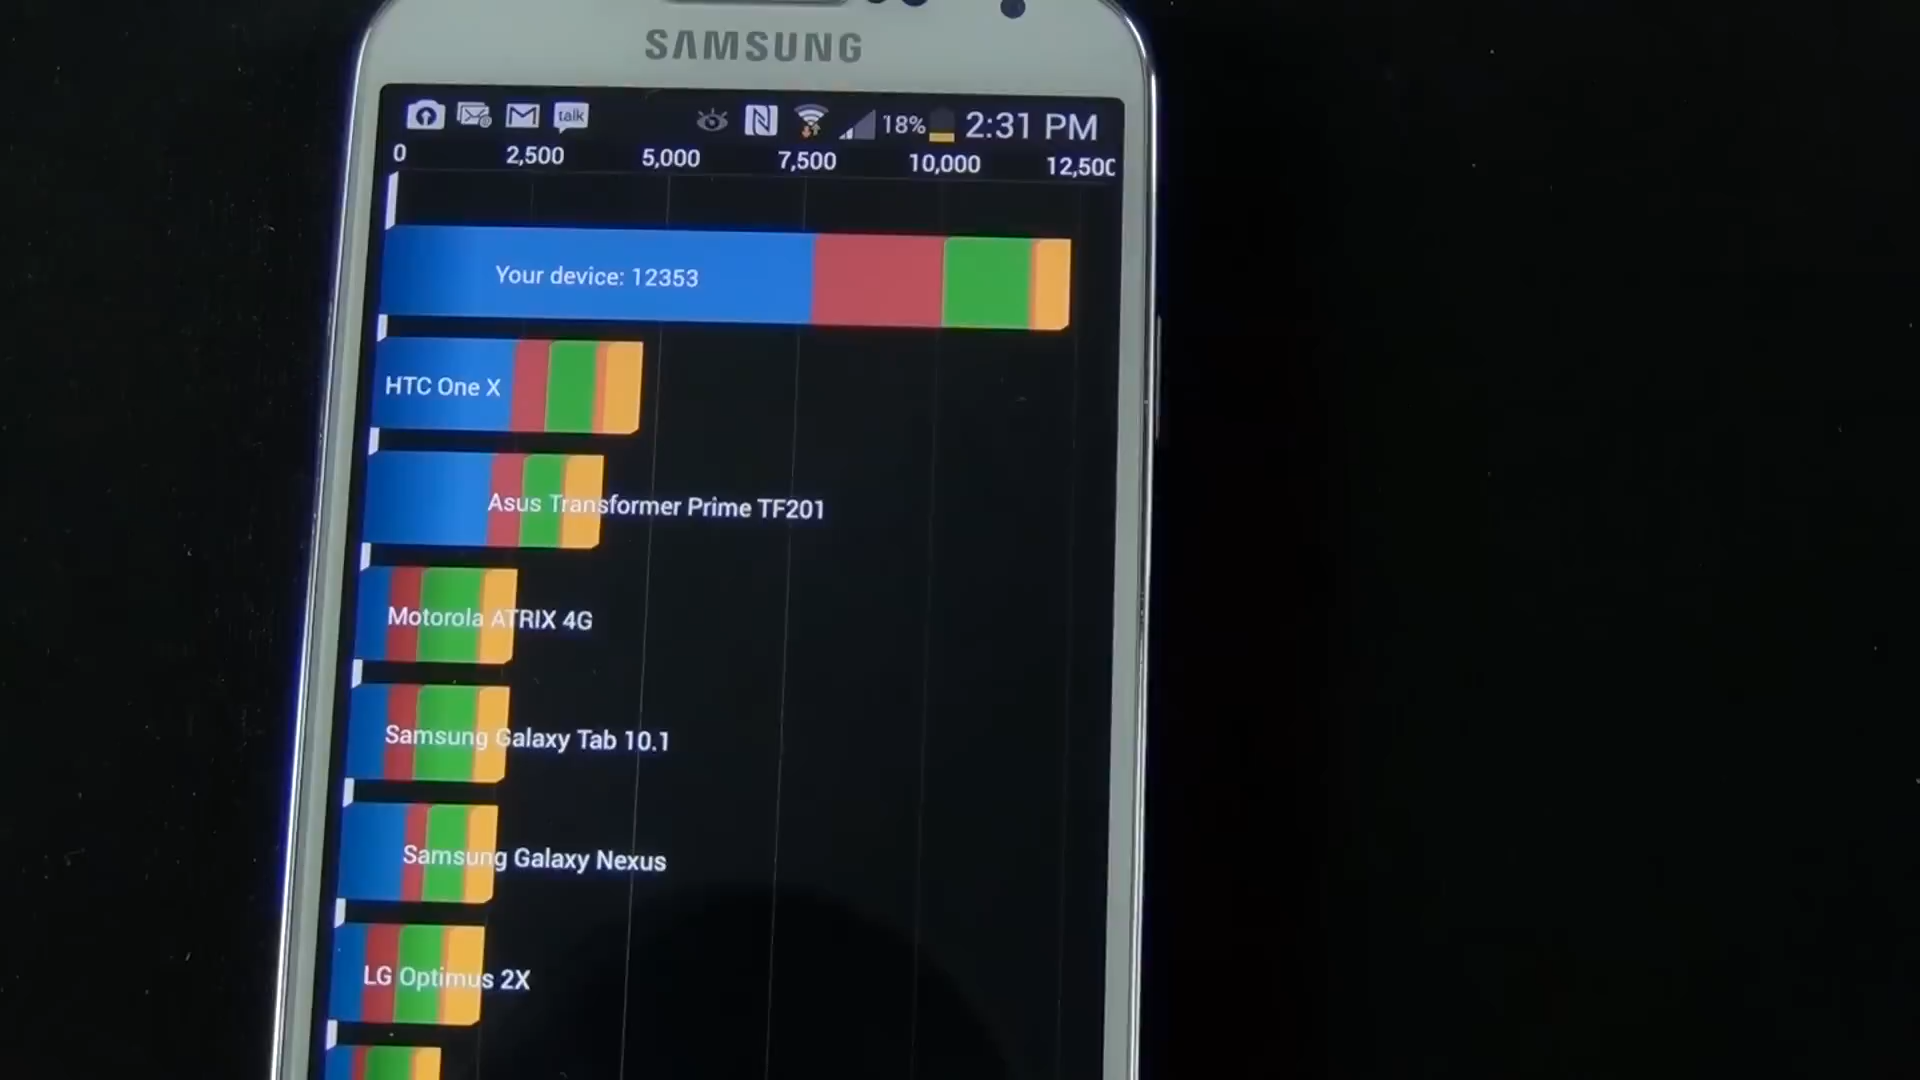 SAMSUNG
talk 18% 2:31 PM
0 2,500 5,000 7,500 10,000 12,500
Your device: 12353
HTC One X
Asus Transformer Prime TF201
Motorola ATRIX 4G
Samsung Galaxy Tab 10.1
Samsung Galaxy Nexus
LG Optimus 2X